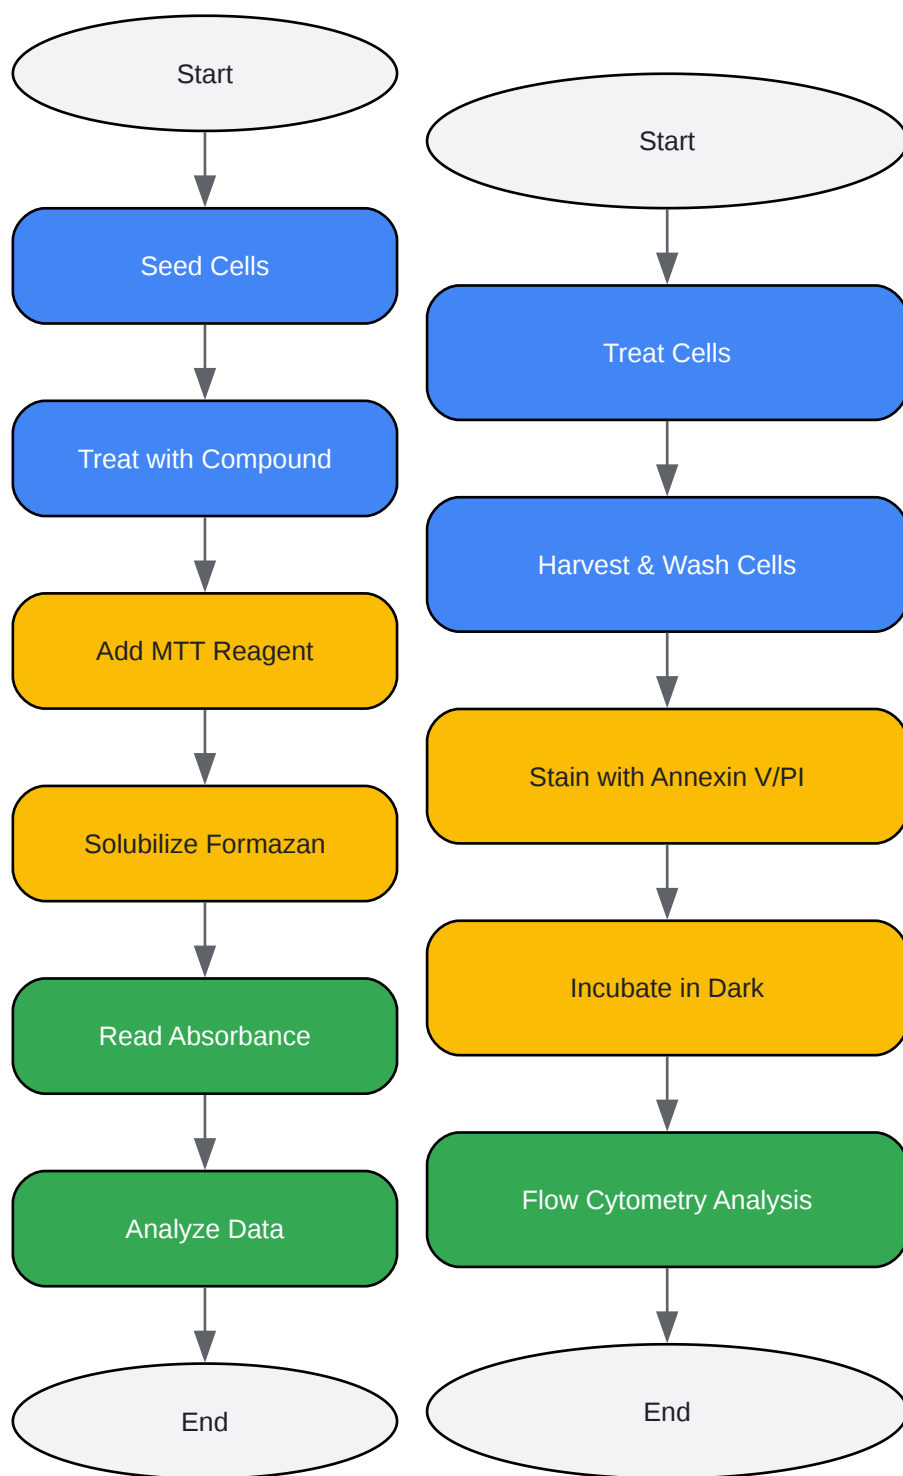 Start
Seed Cells
Treat with Compound
Add MTT Reagent
Solubilize Formazan
Read Absorbance
Analyze Data
End
Start
Treat Cells
Harvest & Wash Cells
Stain with Annexin V/PI
Incubate in Dark
Flow Cytometry Analysis
End